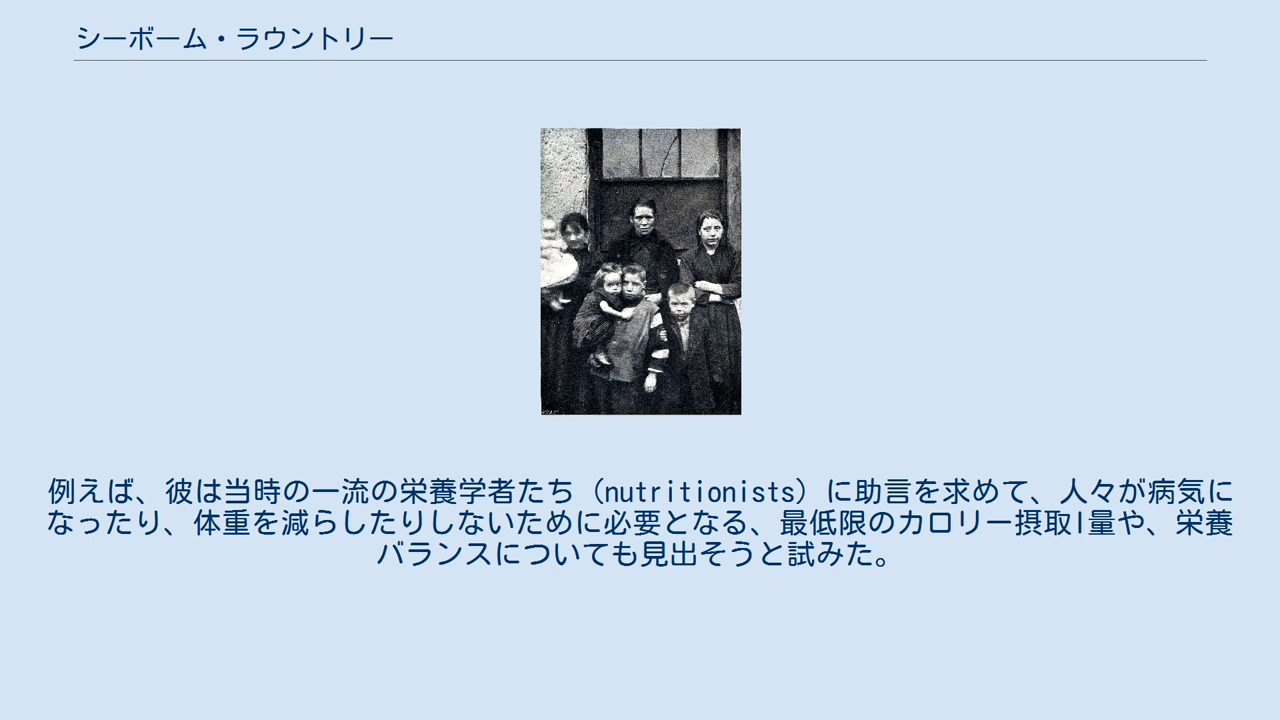 シーボーム・ラウントリー
例えば、彼は当時の一流の栄養学者たち（nutritionists）に助言を求めて、人々が病気に
なったり、体重を減らしたりしないために必要となる、最低限のカロリー摂取l量や、栄養
バランスについても見出そうと試みた。